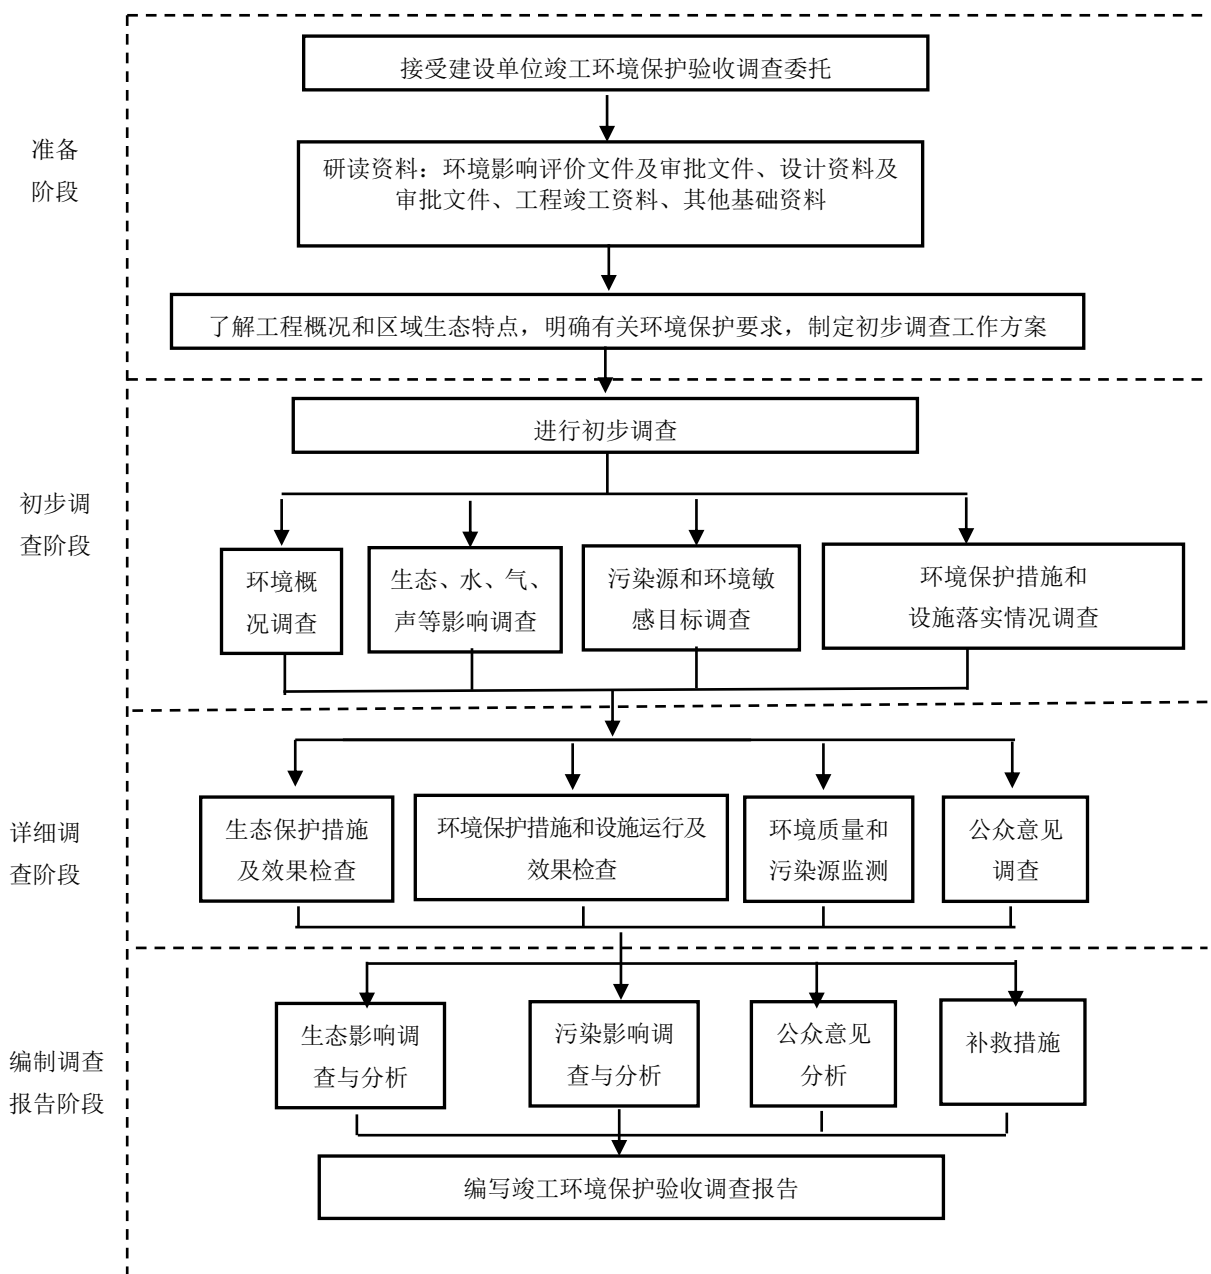 接受建设单位竣工环境保护验收调查委托
准备
阶段
研读资料：环境影响评价文件及审批文件、设计资料及
审批文件、工程竣工资料、其他基础资料
了解工程概况和区域生态特点，明确有关环境保护要求，制定初步调查工作方案
进行初步调查
初步调
查阶段
环境概
况调查
生态、水、气、
声等影响调查
污染源和环境敏
感目标调查
环境保护措施和
设施落实情况调查
详细调
查阶段
生态保护措施
及效果检查
环境保护措施和设施运行及
效果检查
环境质量和
污染源监测
公众意见
调查
编制调查
报告阶段
生态影响调
查与分析
污染影响调
查与分析
公众意见
分析
补救措施
编写竣工环境保护验收调查报告